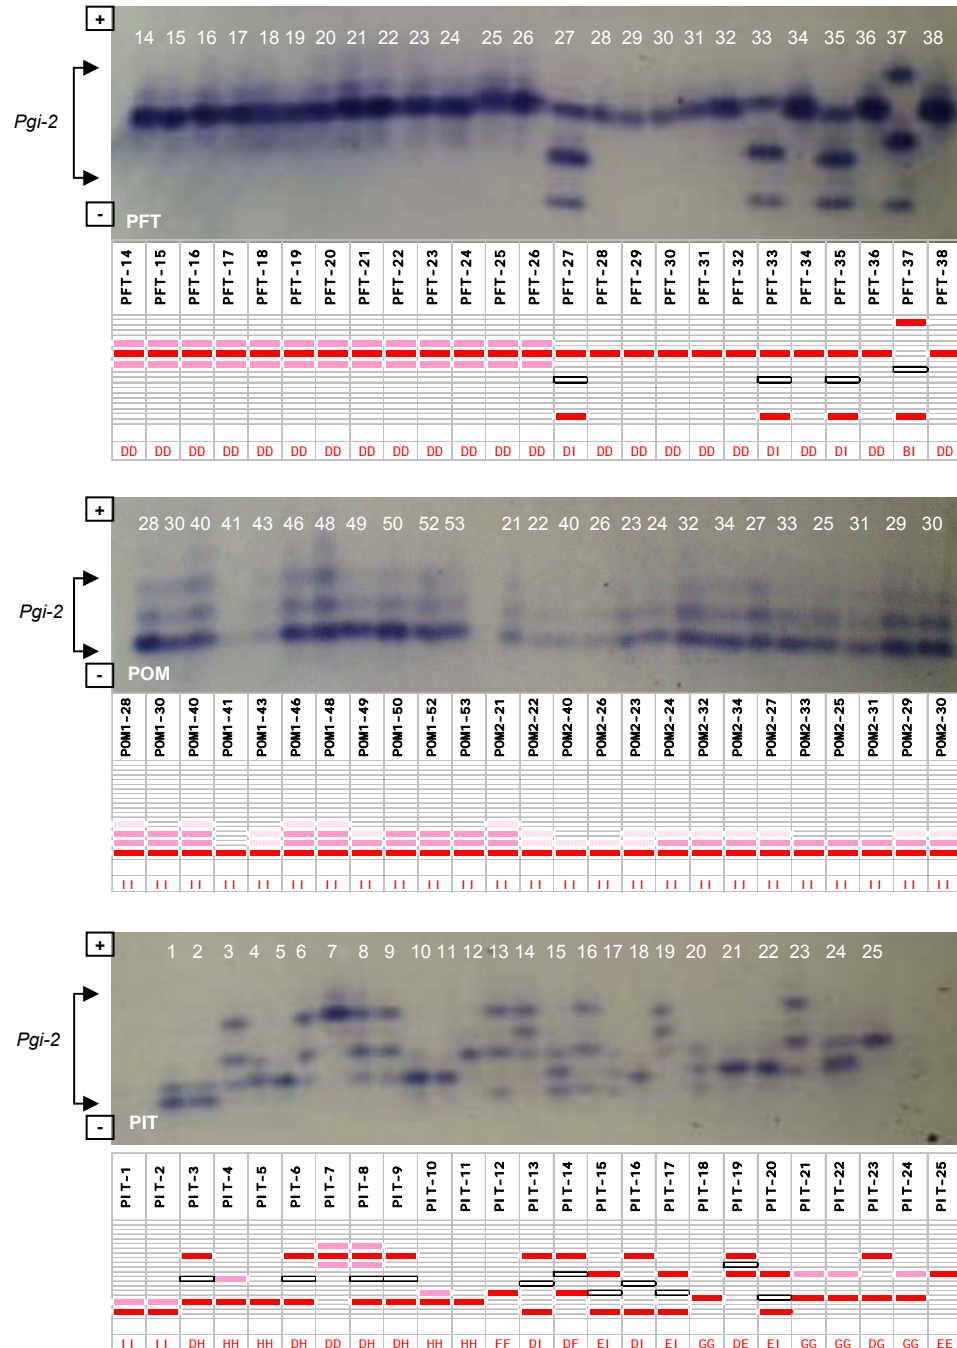 +
14 15 16 17 18 19 20 21 22 23 24 25 26 27 28 29 30 31 32 33 34 35 36 37 38
Pgi-2
-
PFT
PFT-14 PFT-15 PFT-16 PFT-17 PFT-18 PFT-19 PFT-20 PFT-21 PFT-22 PFT-23 PFT-24 PFT-25 PFT-26 PFT-27 PFT-28 PFT-29 PFT-30 PFT-31 PFT-32 PFT-33 PFT-34 PFT-35 PFT-36 PFT-37 PFT-38
DD DD DD DD DD DD DD DD DD DD DD DD DD DI DD DD DD DD DD DI DD DI DD BI DD
+
28 30 40 41 43 46 48 49 50 52 53 21 22 40 26 23 24 32 34 27 33 25 31 29 30
Pgi-2
-
POM
POM1-28 POM1-30 POM1-40 POM1-41 POM1-43 POM1-46 POM1-48 POM1-49 POM1-50 POM1-52 POM1-53 POM2-21 POM2-22 POM2-40 POM2-26 POM2-23 POM2-24 POM2-32 POM2-34 POM2-27 POM2-33 POM2-25 POM2-31 POM2-29 POM2-30
II II II II II II II II II II II II II II II II II II II II II II II II II
+
1 2 3 4 5 6 7 8 9 10 11 12 13 14 15 16 17 18 19 20 21 22 23 24 25
Pgi-2
-
PIT
PIT-1 PIT-2 PIT-3 PIT-4 PIT-5 PIT-6 PIT-7 PIT-8 PIT-9 PIT-10 PIT-11 PIT-12 PIT-13 PIT-14 PIT-15 PIT-16 PIT-17 PIT-18 PIT-19 PIT-20 PIT-21 PIT-22 PIT-23 PIT-24 PIT-25
II II DH HH HH DH DD DH DH HH HH FF DI DF EI DI EI GG DE EI GG GG DG GG EE